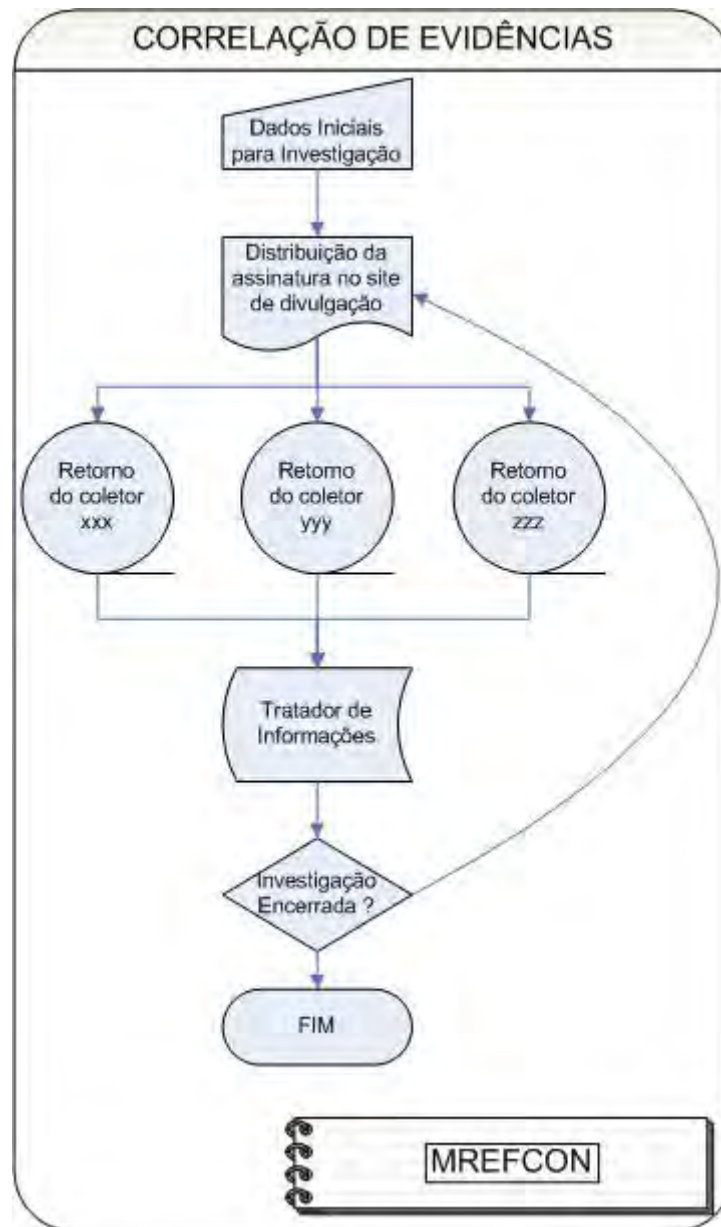 CORRELAÇÃO DE EVIDÊNCIAS
Dados Iniciais
para Investigação
Distribuição da
assinatura no site
de divulgação
Retorno
do coletor
xxx
Retorno
do coletor
yyy
Retorno
do coletor
zzz
Tratador de
Informações
Investigação
Encerrada ?
FIM
MREFCON